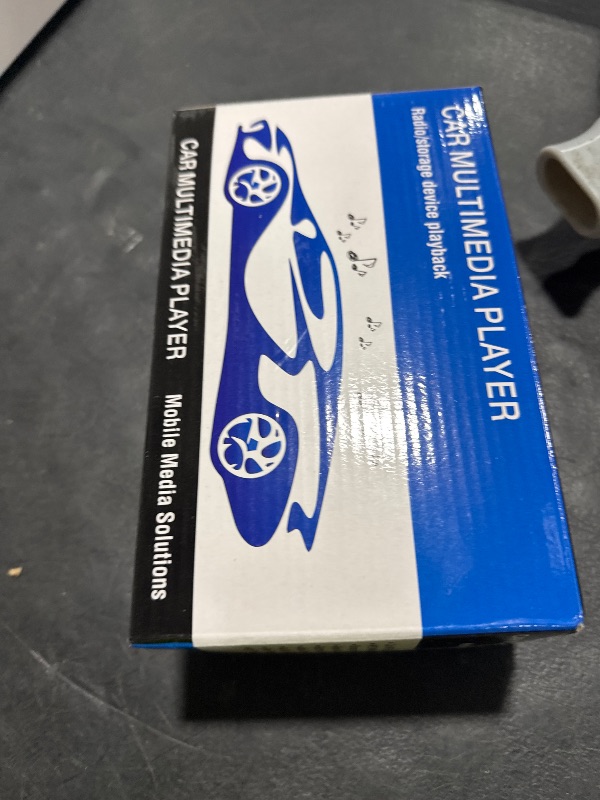 CAR MULTIMEDIA PLAYER
Radio/storage device playback
CAR MULTIMEDIA PLAYER Mobile Media Solutions